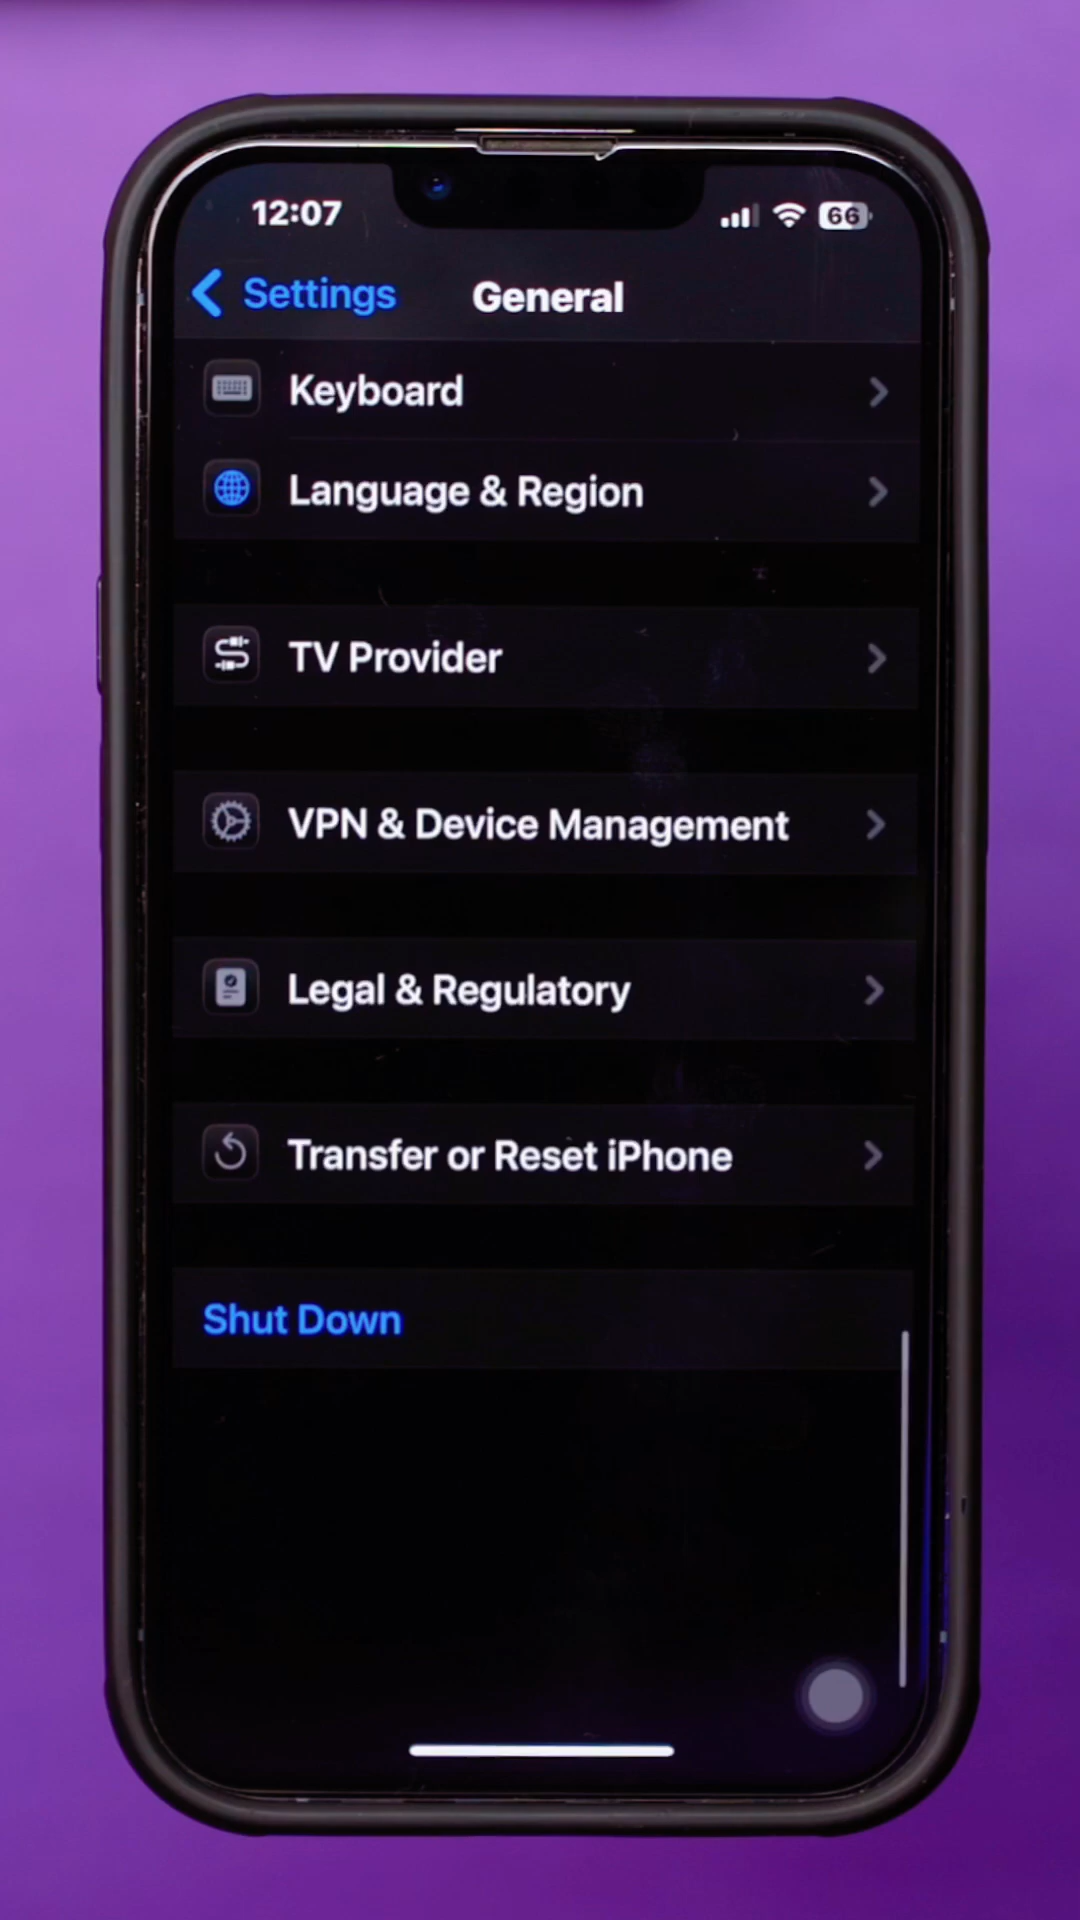 12:07
66
Settings
General
Keyboard
Language & Region
TV Provider
VPN & Device Management
Legal & Regulatory
Transfer or Reset iPhone
Shut Down